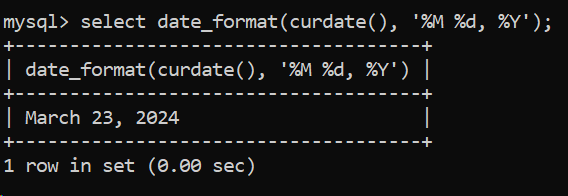 mysql> select date_format(curdate(), '%M %d, %Y');
+-------------------------------------+
| date_format(curdate(), '%M %d, %Y') |
+-------------------------------------+
| March 23, 2024                      |
+-------------------------------------+
1 row in set (0.00 sec)